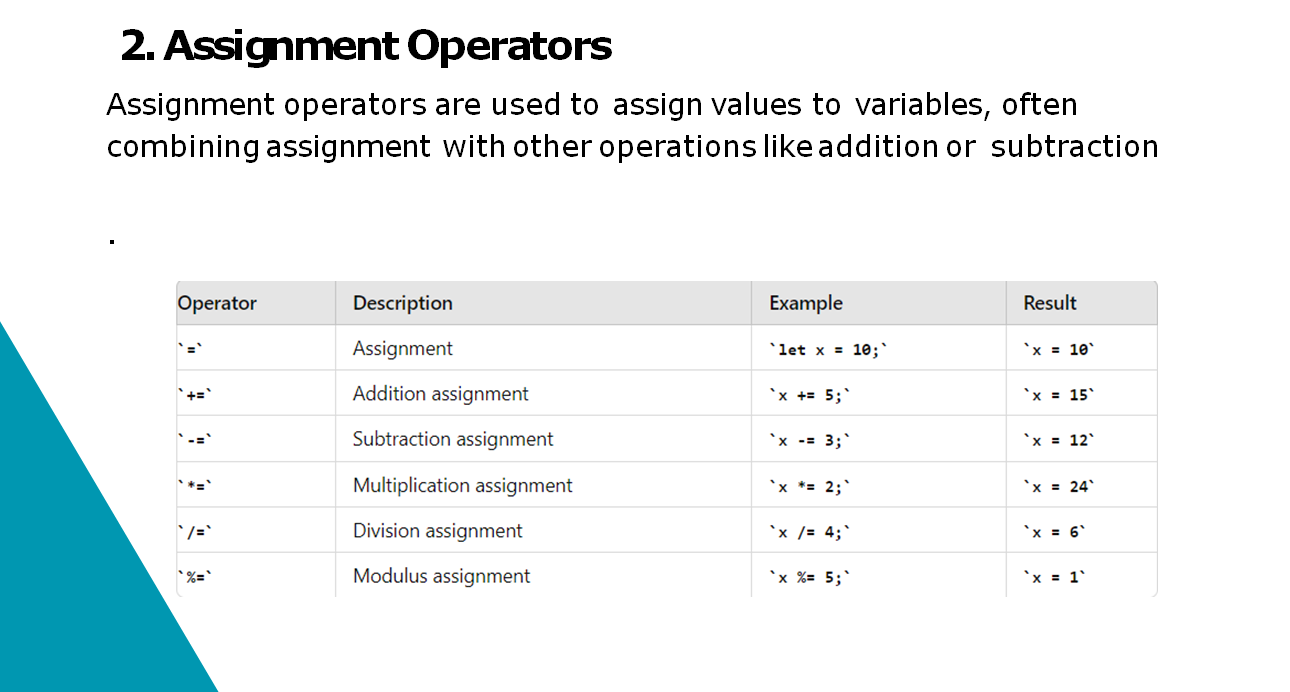 2. Assignment Operators
Assignment operators are used to assign values to variables, often
combining assignment with other operations like addition or subtraction
.
Operator Description Example Result
`=` Assignment `let x = 10;` `x = 10`
`+=` Addition assignment `x += 5;` `x = 15`
`-=` Subtraction assignment `x -= 3;` `x = 12`
`*=` Multiplication assignment `x *= 2;` `x = 24`
`/=` Division assignment `x /= 4;` `x = 6`
`%=` Modulus assignment `x %= 5;` `x = 1`